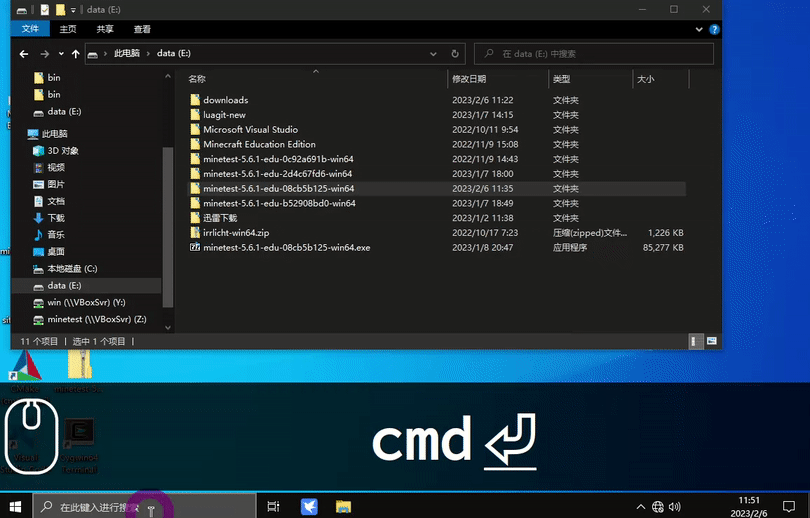 data (E:)
文件 主页 共享 查看
此电脑 data (E:) 在 data (E:) 中搜索
bin
bin
data (E:)
此电脑
3D 对象
视频
图片
文档
下载
音乐
桌面
本地磁盘 (C:)
data (E:)
win (\\VBoxSvr) (Y:)
minetest (\\VBoxSvr) (Z:)
名称 修改日期 类型 大小
downloads 2023/2/6 11:22 文件夹
luagit-new 2023/1/7 14:15 文件夹
Microsoft Visual Studio 2022/10/11 9:54 文件夹
Minecraft Education Edition 2022/11/9 15:08 文件夹
minetest-5.6.1-edu-0c92a691b-win64 2022/11/9 14:43 文件夹
minetest-5.6.1-edu-2d4c67fd6-win64 2023/1/7 18:00 文件夹
minetest-5.6.1-edu-08cb5b125-win64 2023/2/6 11:35 文件夹
minetest-5.6.1-edu-b52908bd0-win64 2023/1/7 18:49 文件夹
迅雷下载 2023/1/2 11:38 文件夹
irrlicht-win64.zip 2022/10/17 7:23 压缩(zipped)文件... 1,226 KB
minetest-5.6.1-edu-08cb5b125-win64.exe 2023/1/8 20:47 应用程序 85,277 KB
11 个项目 选中 1 个项目
cmd
Cygwin64
Terminal
在此键入进行搜
11:51
2023/2/6